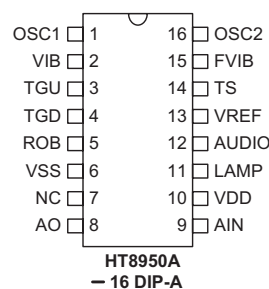 OSC1 1 16 OSC2
VIB 2 15 FVIB
TGU 3 14 TS
TGD 4 13 VREF
ROB 5 12 AUDIO
VSS 6 11 LAMP
NC 7 10 VDD
AO 8 9 AIN
HT8950A
– 16 DIP-A